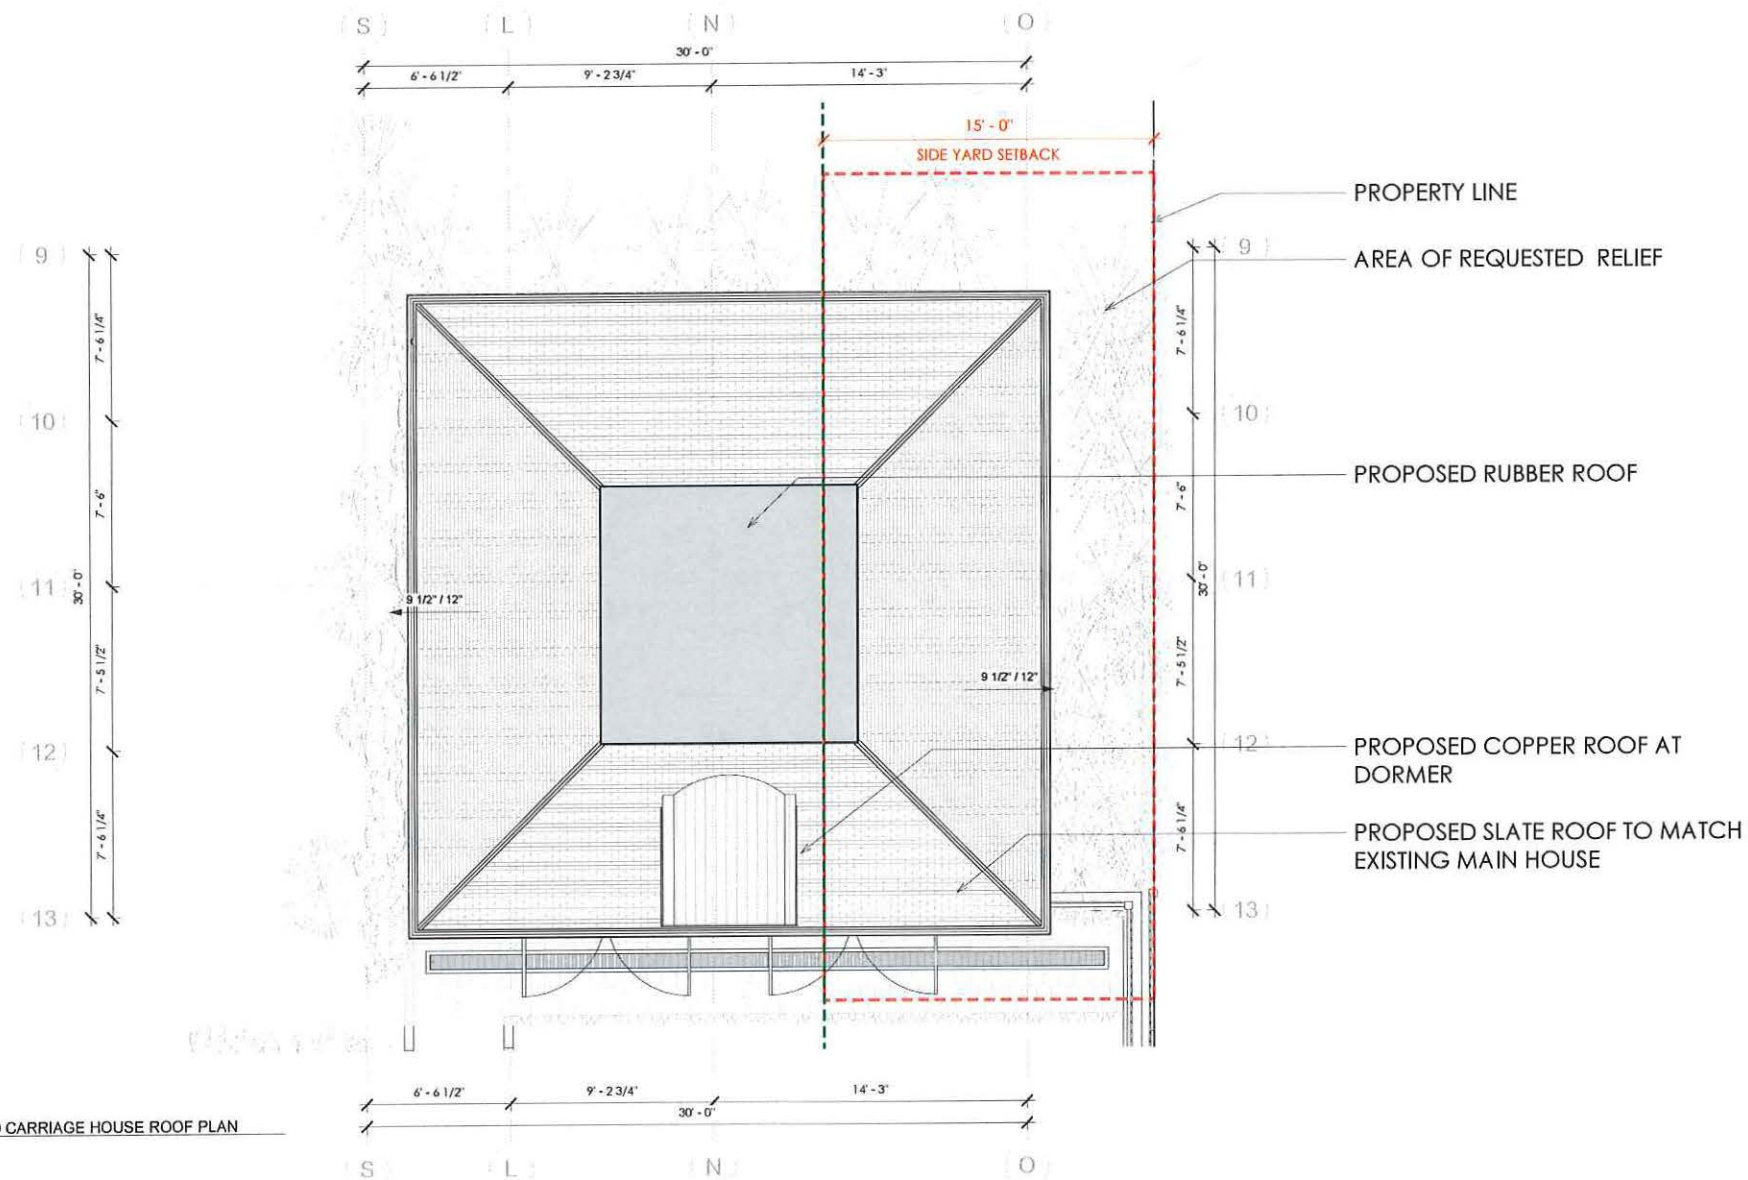 S L N O
30' - 0"
6' - 6 1/2" 9' - 2 3/4" 14' - 3"
15' - 0"
SIDE YARD SETBACK
PROPERTY LINE
AREA OF REQUESTED RELIEF
9 9
7' - 6 1/4" 7' - 6 1/4"
10 10
PROPOSED RUBBER ROOF
7' - 6" 7' - 6"
11 11
30' - 0" 30' - 0"
9 1/2" / 12"
7' - 5 1/2" 7' - 5 1/2"
9 1/2" / 12"
12 12
PROPOSED COPPER ROOF AT
DORMER
7' - 6 1/4" 7' - 6 1/4"
PROPOSED SLATE ROOF TO MATCH
EXISTING MAIN HOUSE
13 13
6' - 6 1/2" 9' - 2 3/4" 14' - 3"
30' - 0"
CARRIAGE HOUSE ROOF PLAN
S L N O